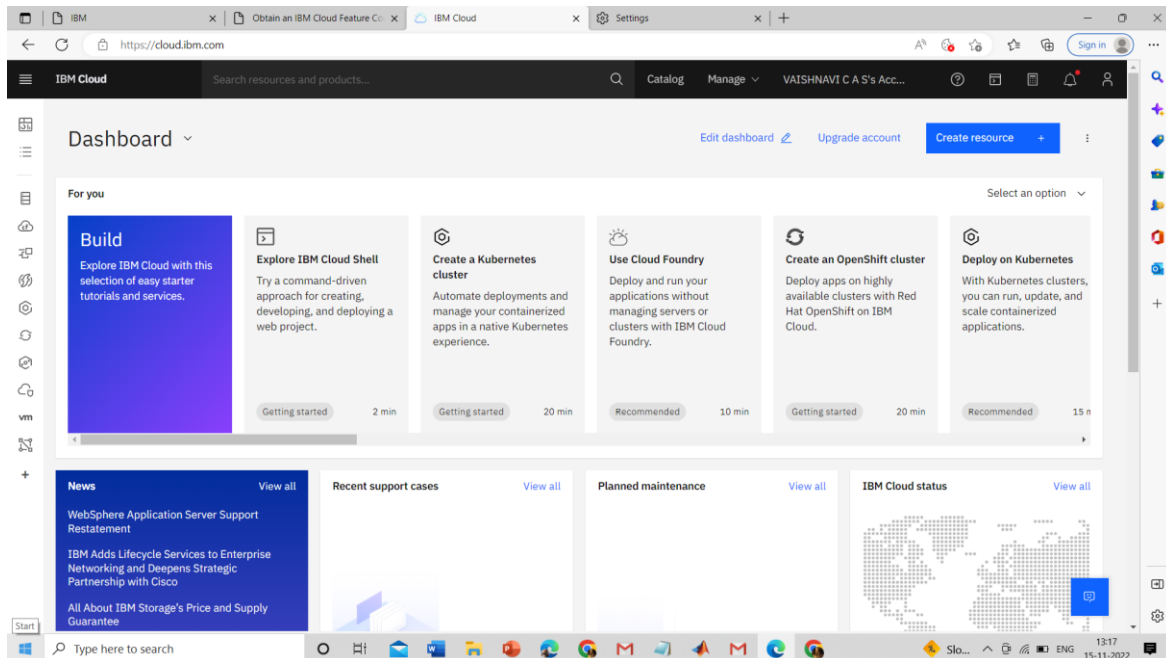 IBM
Obtain an IBM Cloud Feature Co
IBM Cloud
Settings
https://cloud.ibm.com
Sign in
IBM Cloud
Search resources and products...
Catalog
Manage
VAISHNAVI C A S's Acc...
Dashboard
Edit dashboard
Upgrade account
Create resource +
For you
Select an option
Build
Explore IBM Cloud with this
selection of easy starter
tutorials and services.
Explore IBM Cloud Shell
Try a command-driven
approach for creating,
developing, and deploying a
web project.
Getting started
2 min
Create a Kubernetes
cluster
Automate deployments and
manage your containerized
apps in a native Kubernetes
experience.
Getting started
20 min
Use Cloud Foundry
Deploy and run your
applications without
managing servers or
clusters with IBM Cloud
Foundry.
Recommended
10 min
Create an OpenShift cluster
Deploy apps on highly
available clusters with Red
Hat OpenShift on IBM
Cloud.
Getting started
20 min
Deploy on Kubernetes
With Kubernetes clusters,
you can run, update, and
scale containerized
applications.
Recommended
15 m
vm
News
View all
WebSphere Application Server Support
Restatement
IBM Adds Lifecycle Services to Enterprise
Networking and Deepens Strategic
Partnership with Cisco
All About IBM Storage's Price and Supply
Guarantee
Recent support cases
View all
Planned maintenance
View all
IBM Cloud status
View all
Start
Type here to search
Slo...
ENG
13:17
15-11-2022